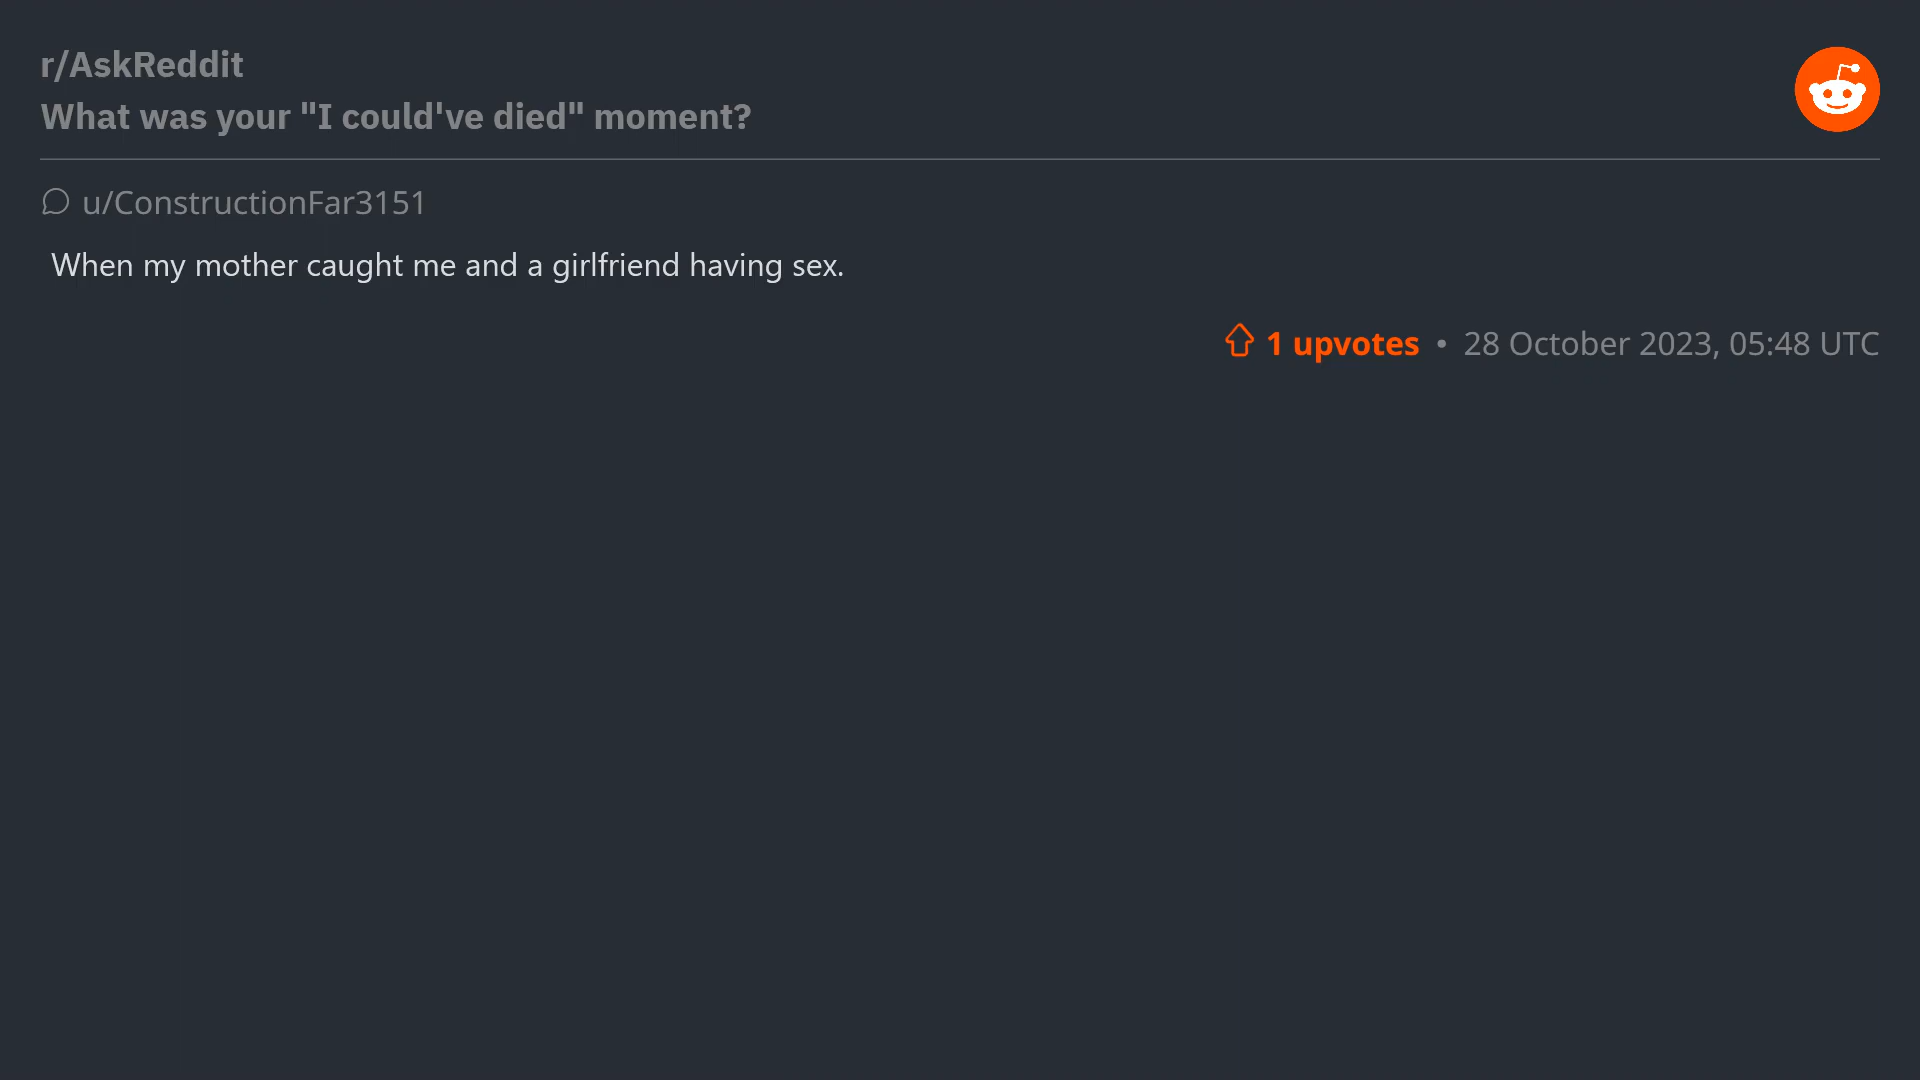 r/AskReddit
What was your "I could've died" moment?
u/ConstructionFar3151
When my mother caught me and a girlfriend having sex.
1 upvotes • 28 October 2023, 05:48 UTC